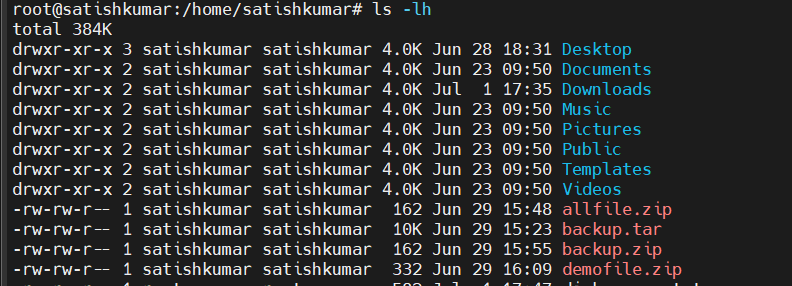 root@satishkumar:/home/satishkumar# ls -lh
total 384K
drwxr-xr-x 3 satishkumar satishkumar 4.0K Jun 28 18:31 Desktop
drwxr-xr-x 2 satishkumar satishkumar 4.0K Jun 23 09:50 Documents
drwxr-xr-x 2 satishkumar satishkumar 4.0K Jul  1 17:35 Downloads
drwxr-xr-x 2 satishkumar satishkumar 4.0K Jun 23 09:50 Music
drwxr-xr-x 2 satishkumar satishkumar 4.0K Jun 23 09:50 Pictures
drwxr-xr-x 2 satishkumar satishkumar 4.0K Jun 23 09:50 Public
drwxr-xr-x 2 satishkumar satishkumar 4.0K Jun 23 09:50 Templates
drwxr-xr-x 2 satishkumar satishkumar 4.0K Jun 23 09:50 Videos
-rw-rw-r-- 1 satishkumar satishkumar  162 Jun 29 15:48 allfile.zip
-rw-rw-r-- 1 satishkumar satishkumar  10K Jun 29 15:23 backup.tar
-rw-rw-r-- 1 satishkumar satishkumar  162 Jun 29 15:55 backup.zip
-rw-rw-r-- 1 satishkumar satishkumar  332 Jun 29 16:09 demofile.zip